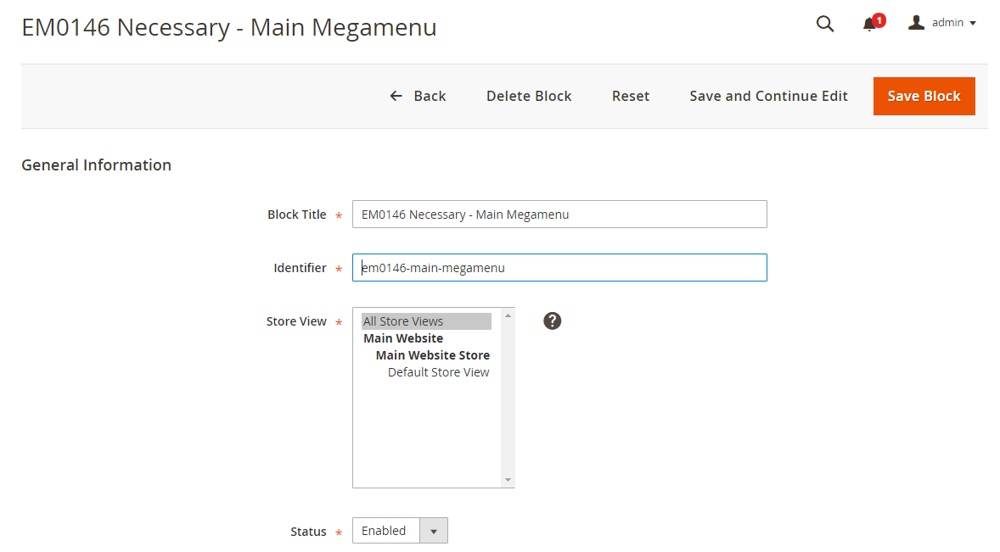 EM0146 Necessary - Main Megamenu
1
admin
← Back
Delete Block
Reset
Save and Continue Edit
Save Block
General Information
Block Title *
EM0146 Necessary - Main Megamenu
Identifier *
em0146-main-megamenu
Store View *
All Store Views
?
Main Website
Main Website Store
Default Store View
Status *
Enabled